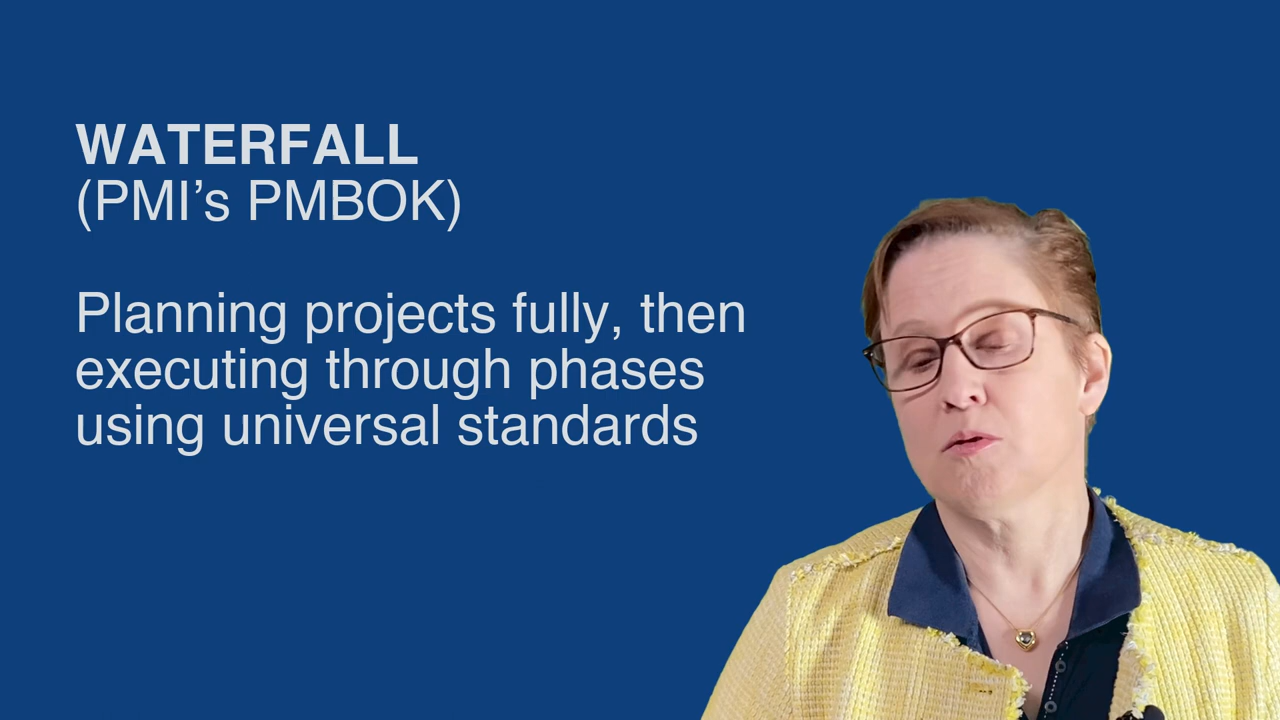 WATERFALL
(PMI’s PMBOK)
Planning projects fully, then
executing through phases
using universal standards